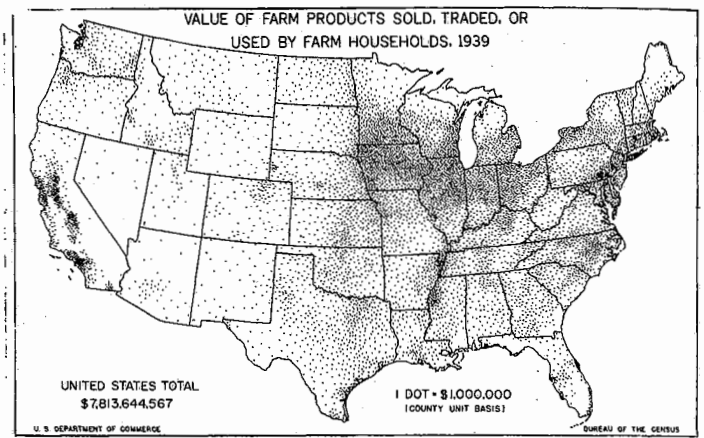 VALUE OF FARM PRODUCTS SOLD, TRADED, OR
USED BY FARM HOUSEHOLDS, 1939
UNITED STATES TOTAL
$7,813,644,567
1 DOT = $1,000,000
(COUNTY UNIT BASIS)
U. S. DEPARTMENT OF COMMERCE
BUREAU OF THE CENSUS